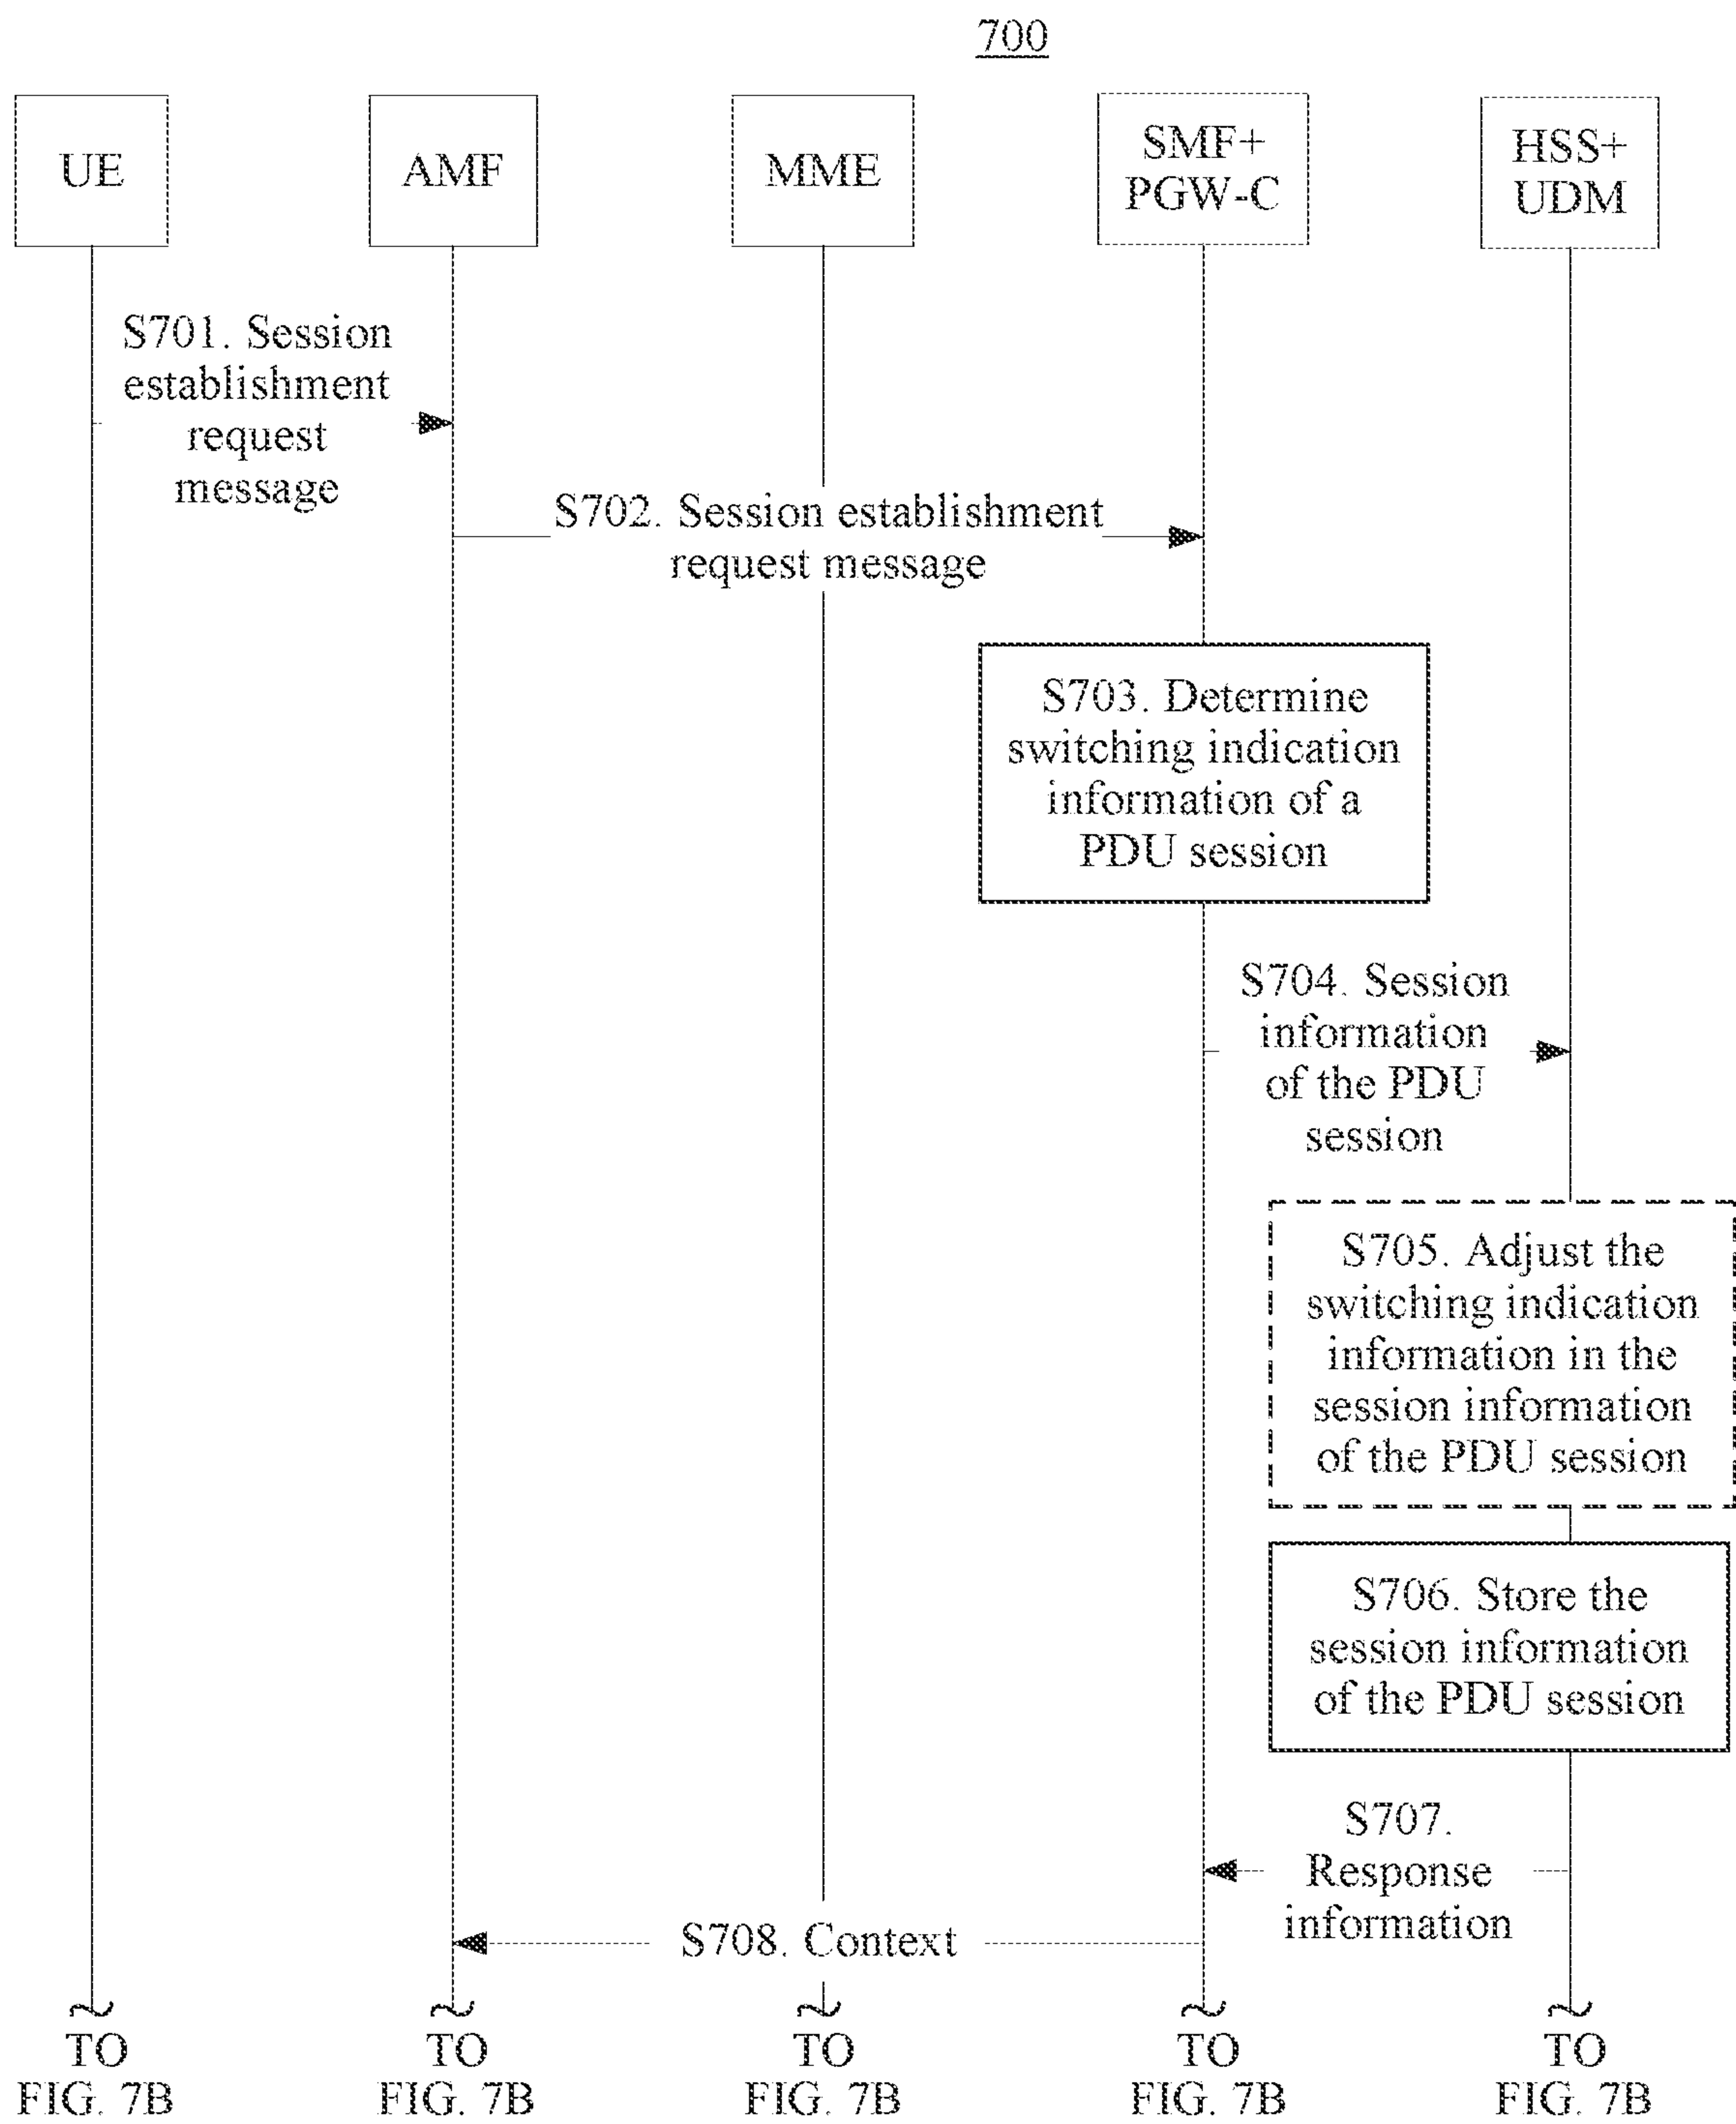 700
UE
AMF
MME
SMF+
PGW-C
HSS+
UDM
S701. Session
establishment
request
message
S702. Session establishment
request message
S703. Determine
switching indication
information of a
PDU session
S704. Session
information
of the PDU
session
S705. Adjust the
switching indication
information in the
session information
of the PDU session
S706. Store the
session information
of the PDU session
S707.
Response
information
S708. Context
TO
FIG. 7B
TO
FIG. 7B
TO
FIG. 7B
TO
FIG. 7B
TO
FIG. 7B